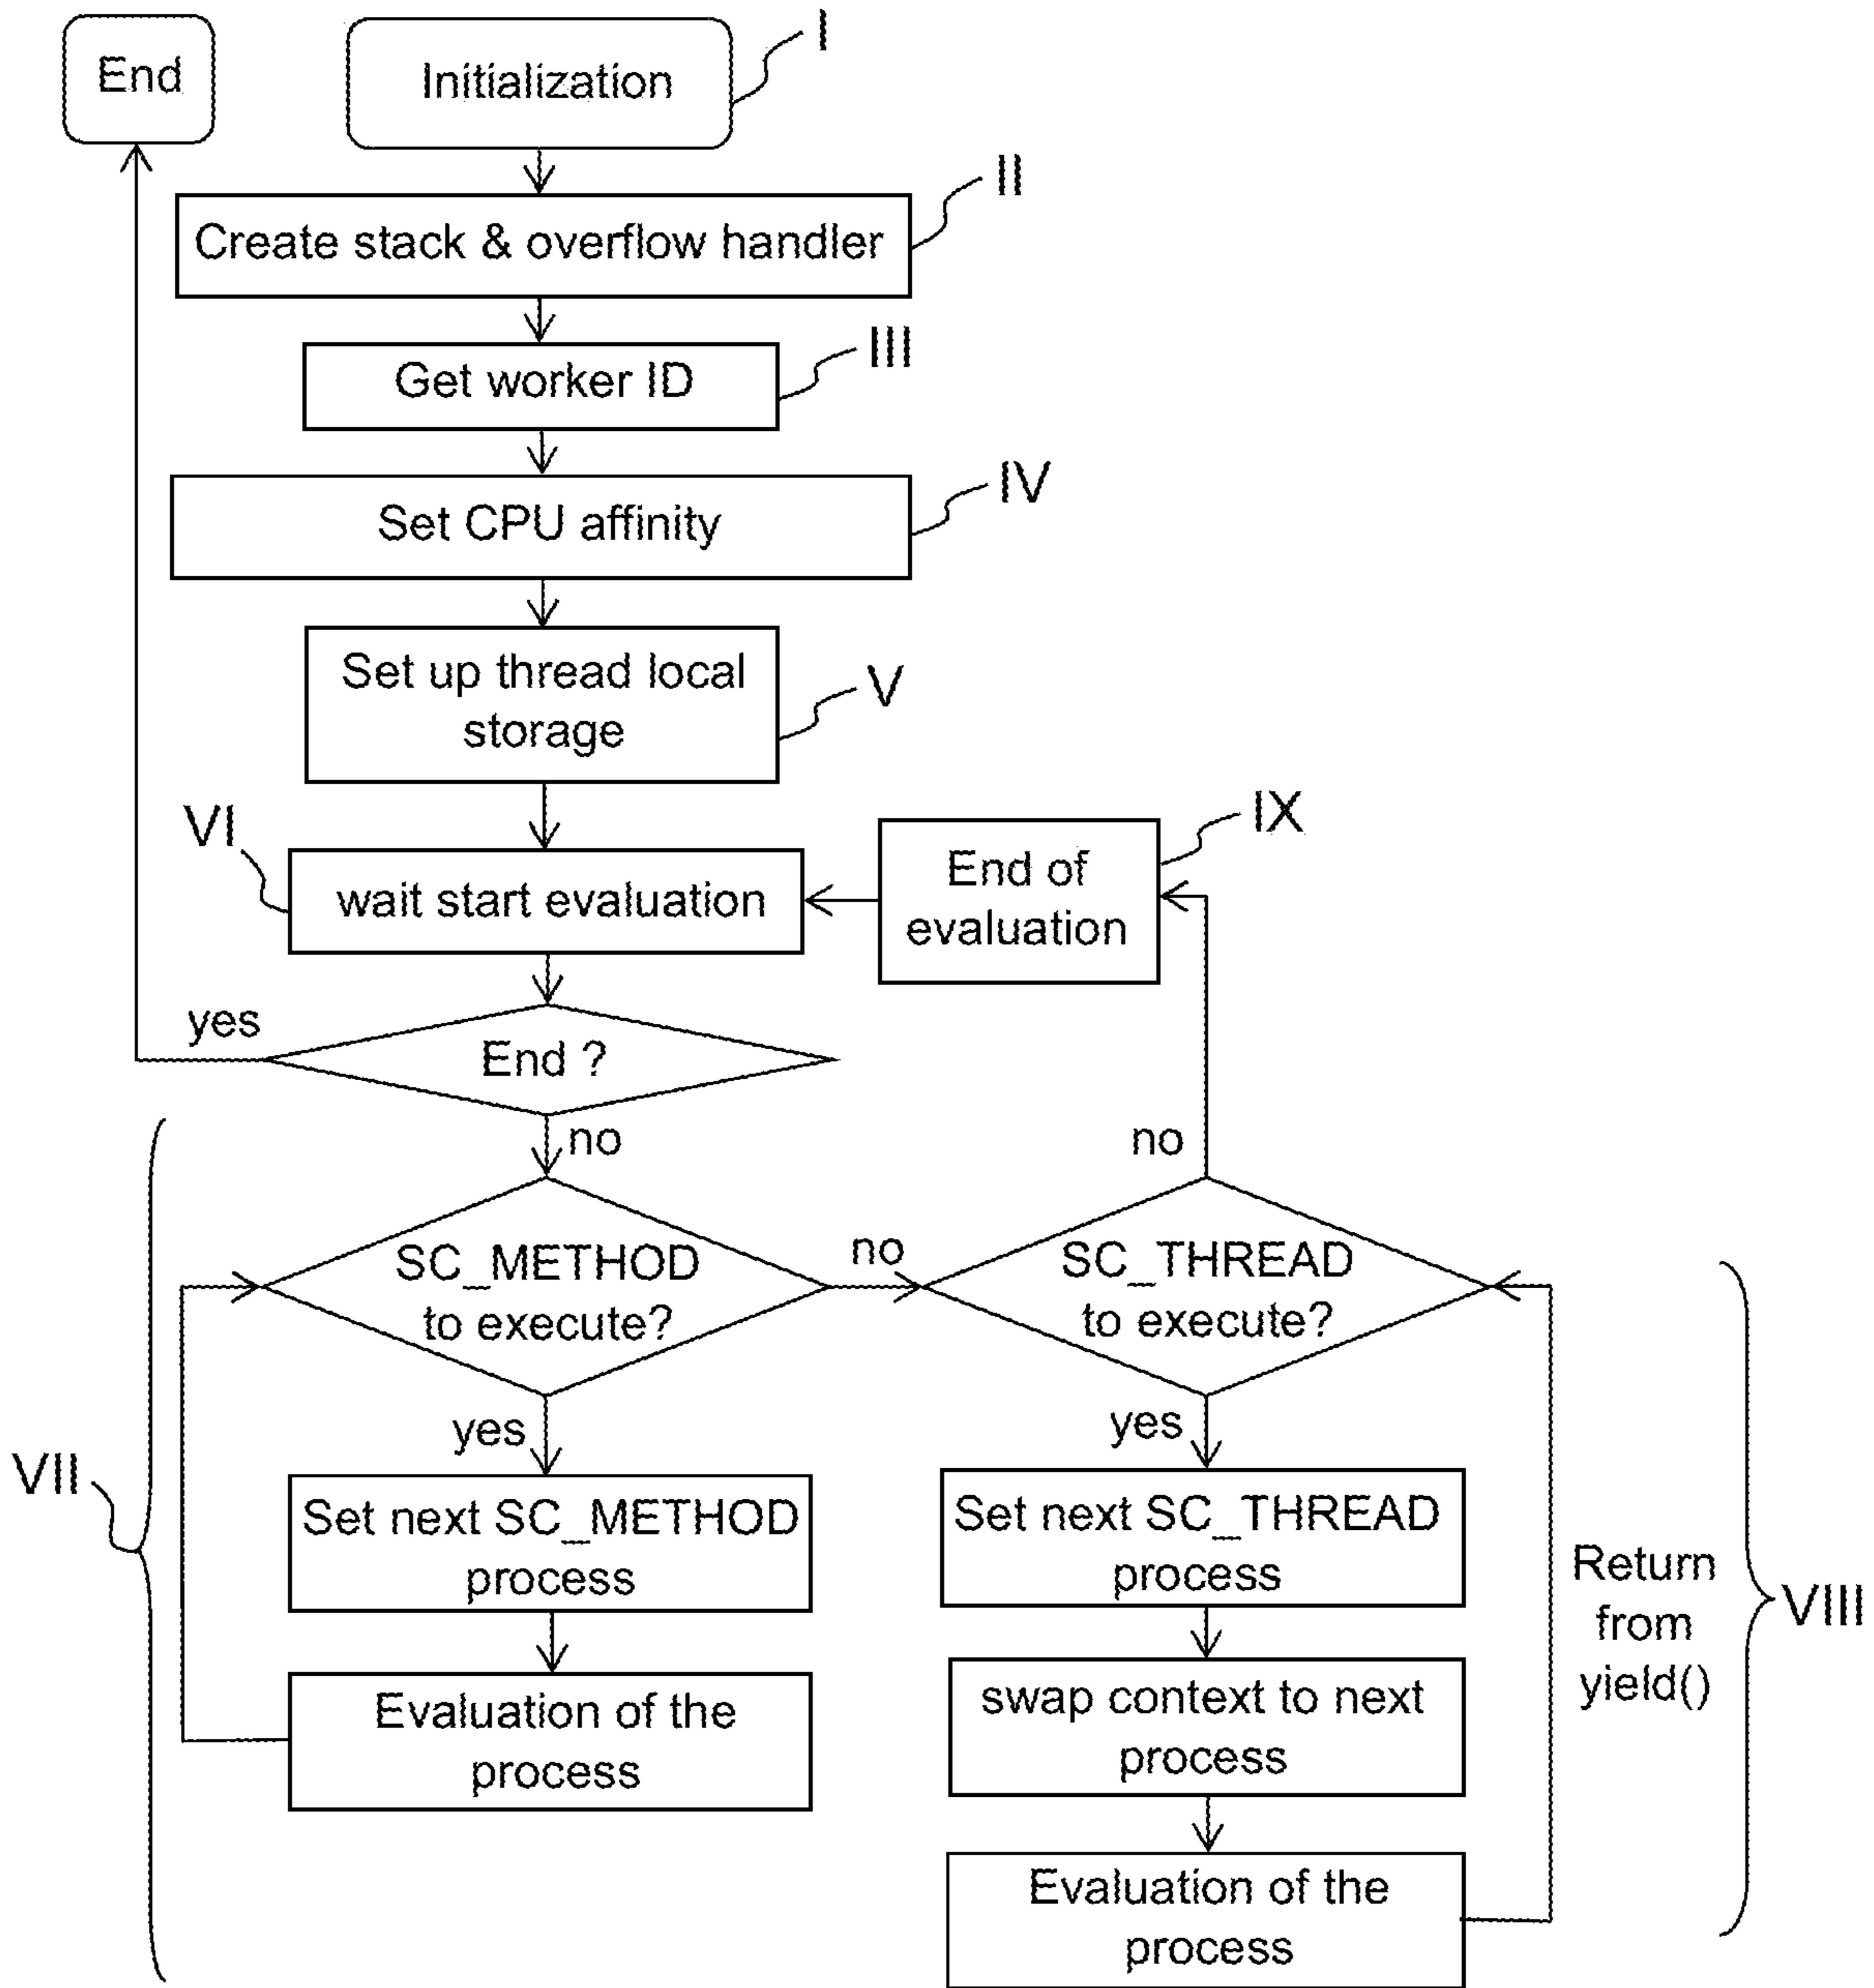 End
Initialization
I
Create stack & overflow handler
II
Get worker ID
III
Set CPU affinity
IV
Set up thread local
storage
V
VI
wait start evaluation
End of
evaluation
IX
yes
End ?
no
no
SC_METHOD
to execute?
no
SC_THREAD
to execute?
yes
yes
VII
Set next SC_METHOD
process
Set next SC_THREAD
process
Return
from
yield()
VIII
Evaluation of the
process
swap context to next
process
Evaluation of the
process